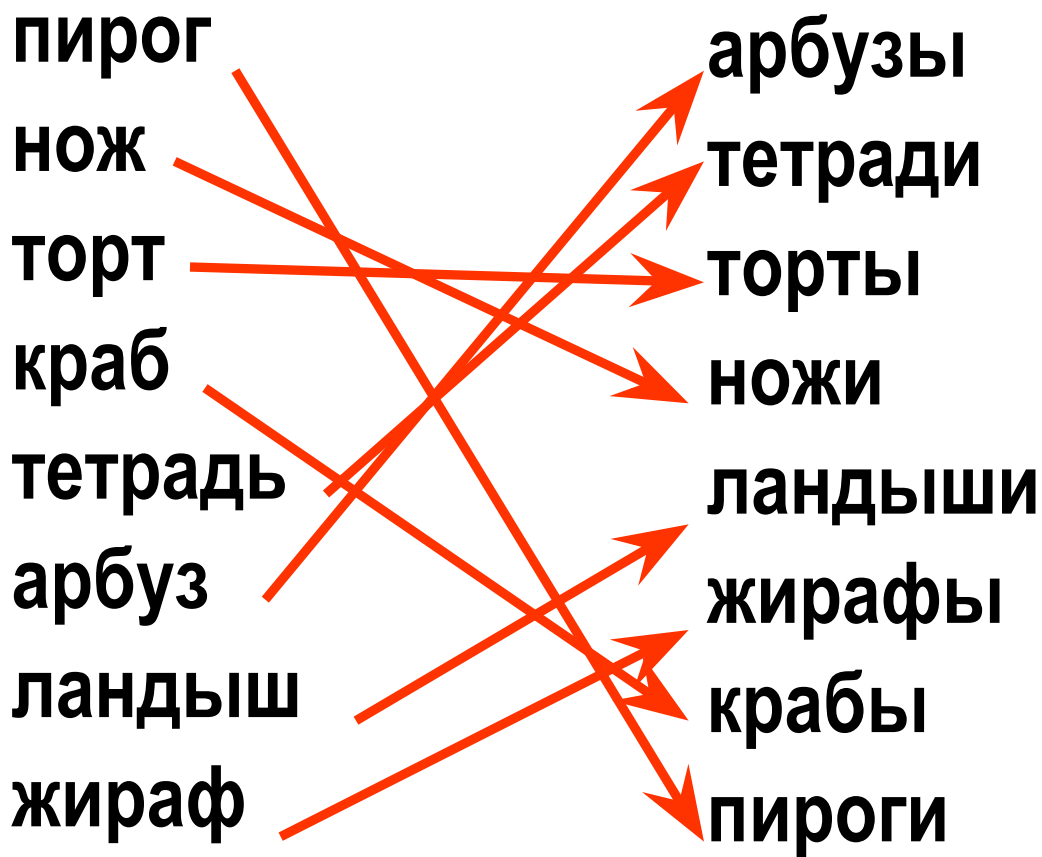 пирог
нож
торт
краб
тетрадь
арбуз
ландыш
жираф
арбузы
тетради
торты
ножи
ландыши
жирафы
крабы
пироги